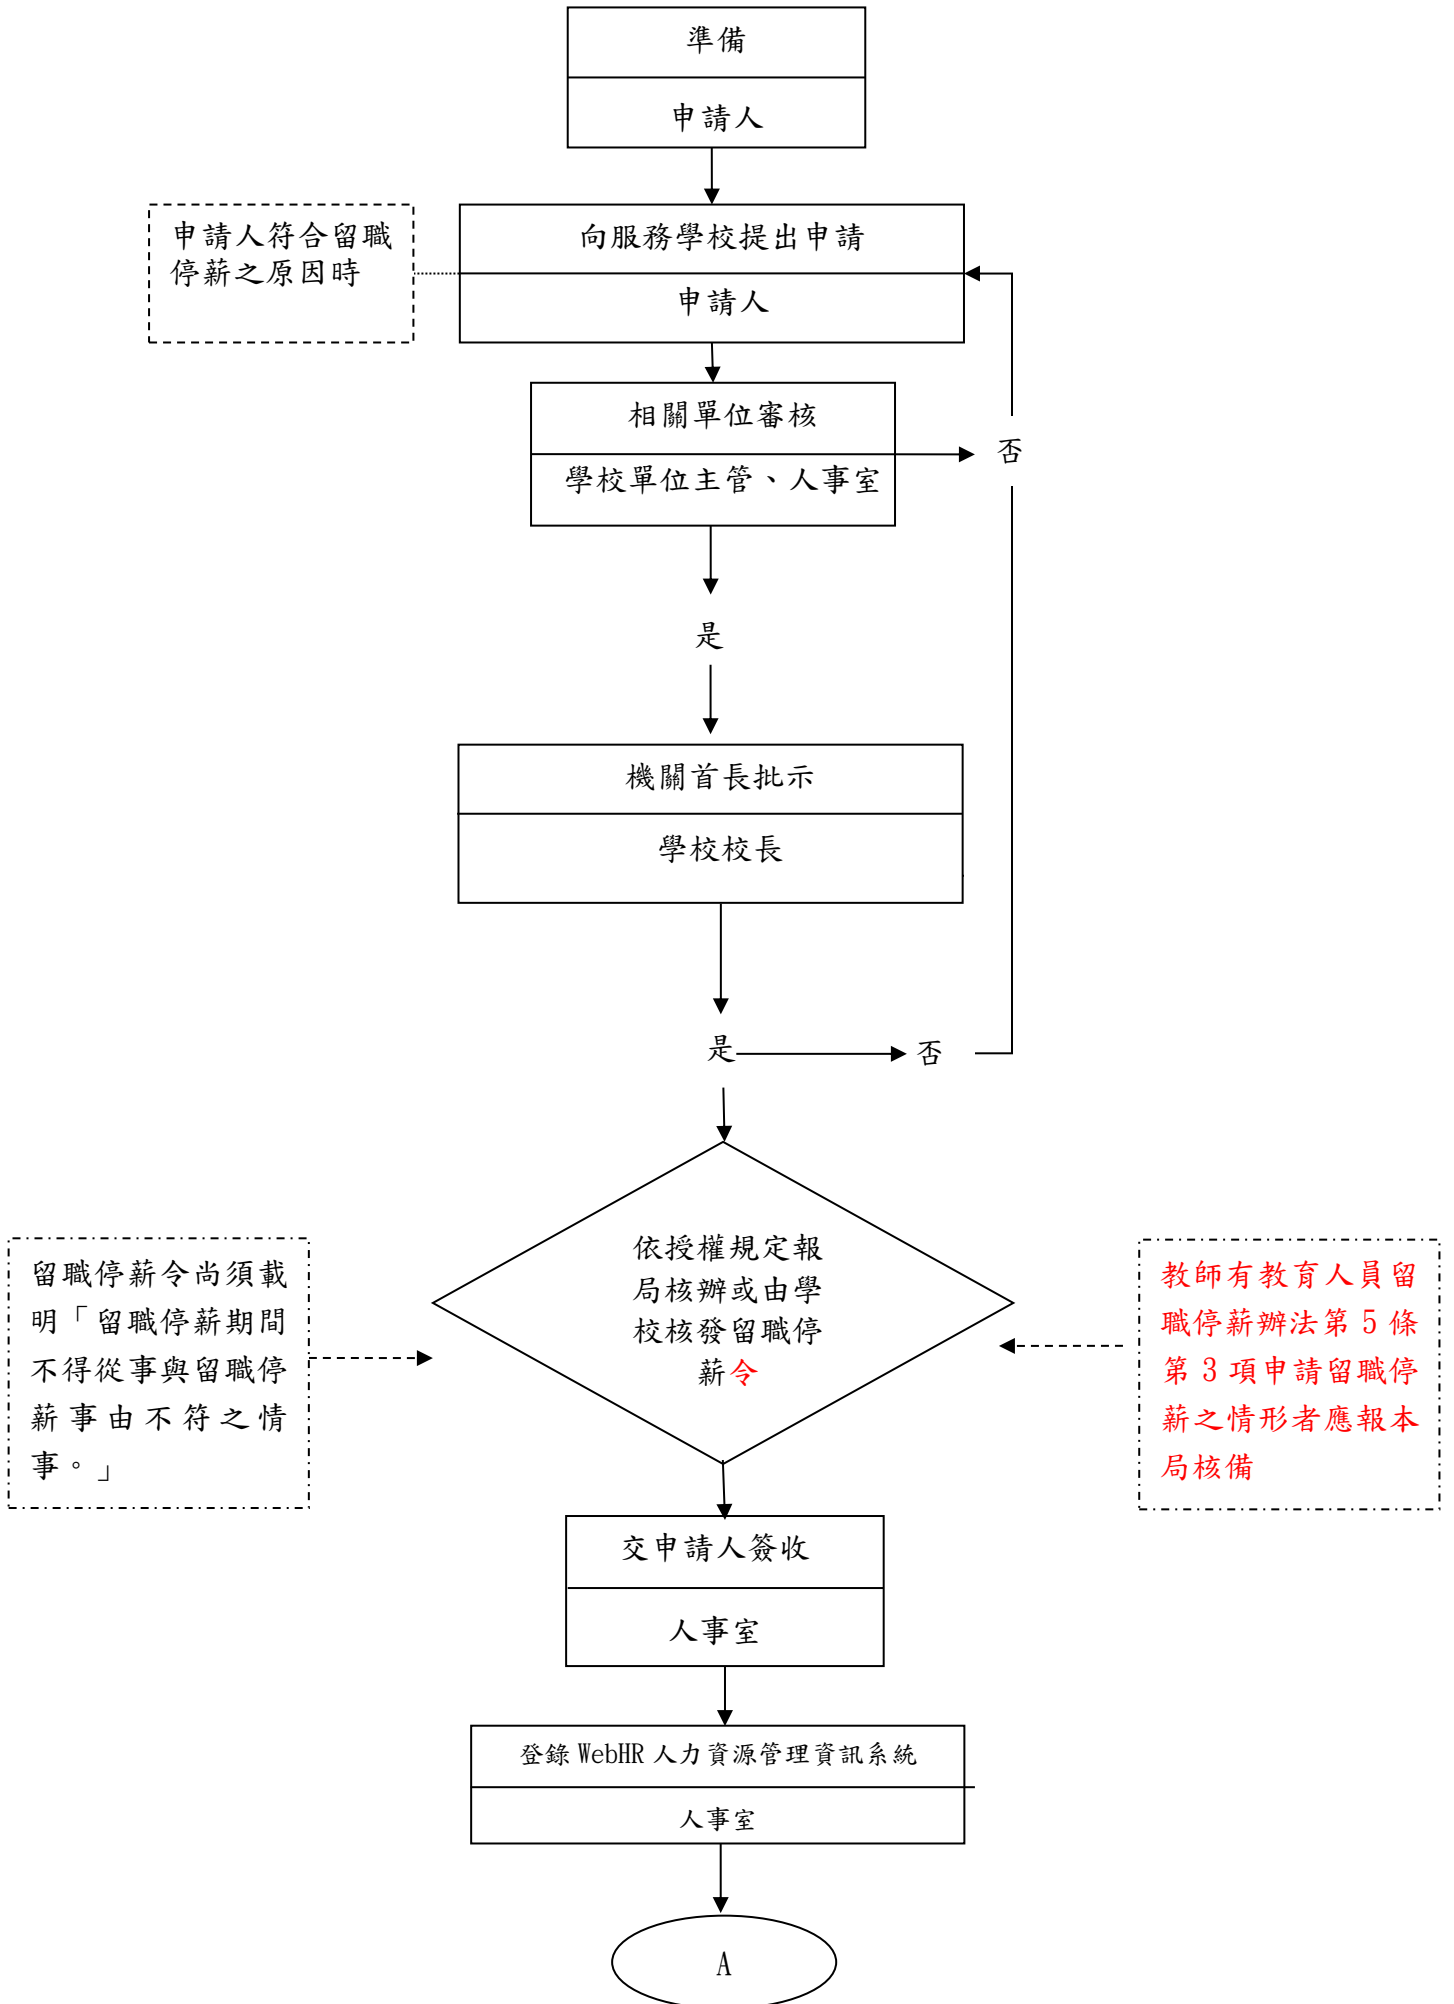 準備
申請人
申請人符合留職
停薪之原因時
向服務學校提出申請
申請人
相關單位審核
學校單位主管、人事室
否
是
機關首長批示
學校校長
是
否
依授權規定報
局核辦或由學
校核發留職停
薪令
留職停薪令尚須載
明「留職停薪期間
不得從事與留職停
薪事由不符之情
事。」
教師有教育人員留
職停薪辦法第 5 條
第 3 項申請留職停
薪之情形者應報本
局核備
交申請人簽收
人事室
登錄 WebHR 人力資源管理資訊系統
人事室
A